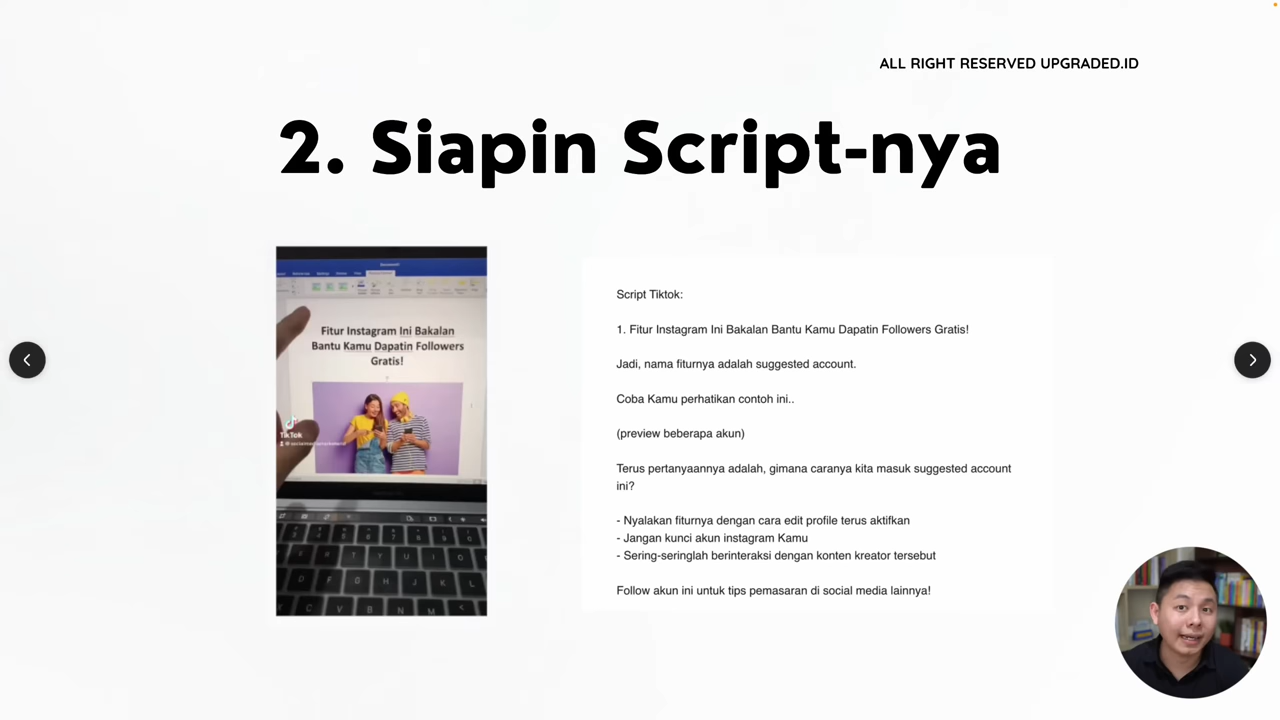 ALL RIGHT RESERVED UPGRADED.ID
2. Siapin Script-nya
Fitur Instagram Ini Bakalan
Bantu Kamu Dapatin Followers
Gratis!
TikTok
Script Tiktok:
1. Fitur Instagram Ini Bakalan Bantu Kamu Dapatin Followers Gratis!
Jadi, nama fiturnya adalah suggested account.
Coba Kamu perhatikan contoh ini..
(preview beberapa akun)
Terus pertanyaannya adalah, gimana caranya kita masuk suggested account
ini?
- Nyalakan fiturnya dengan cara edit profile terus aktifkan
- Jangan kunci akun instagram Kamu
- Sering-seringlah berinteraksi dengan konten kreator tersebut
Follow akun ini untuk tips pemasaran di social media lainnya!